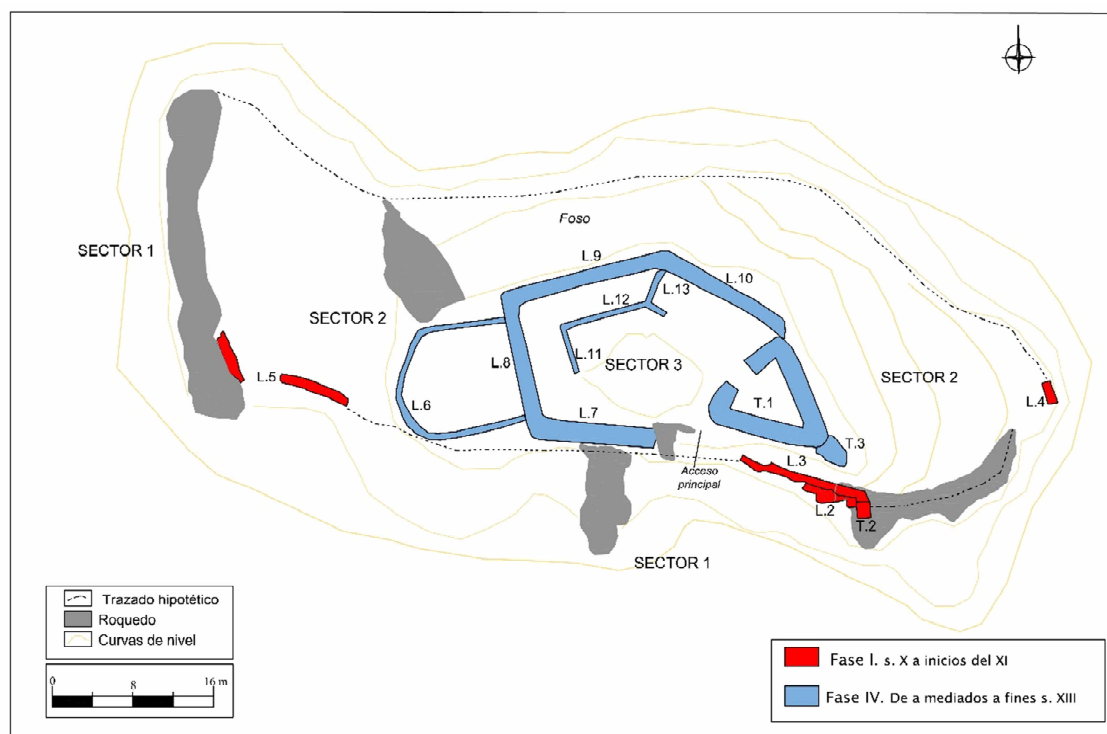 Foso
SECTOR 1
L.9
L.10
L.13
L.12
SECTOR 2
L.8
L.11
SECTOR 3
SECTOR 2
L.5
L.6
L.7
T.1
L.4
T.3
L.3
Acceso
principal
L.2
T.2
SECTOR 1
Trazado hipotético
Roquedo
Curvas de nivel
0 8 16 m
Fase I. s. X a inicios del XI
Fase IV. De a mediados a fines s. XIII